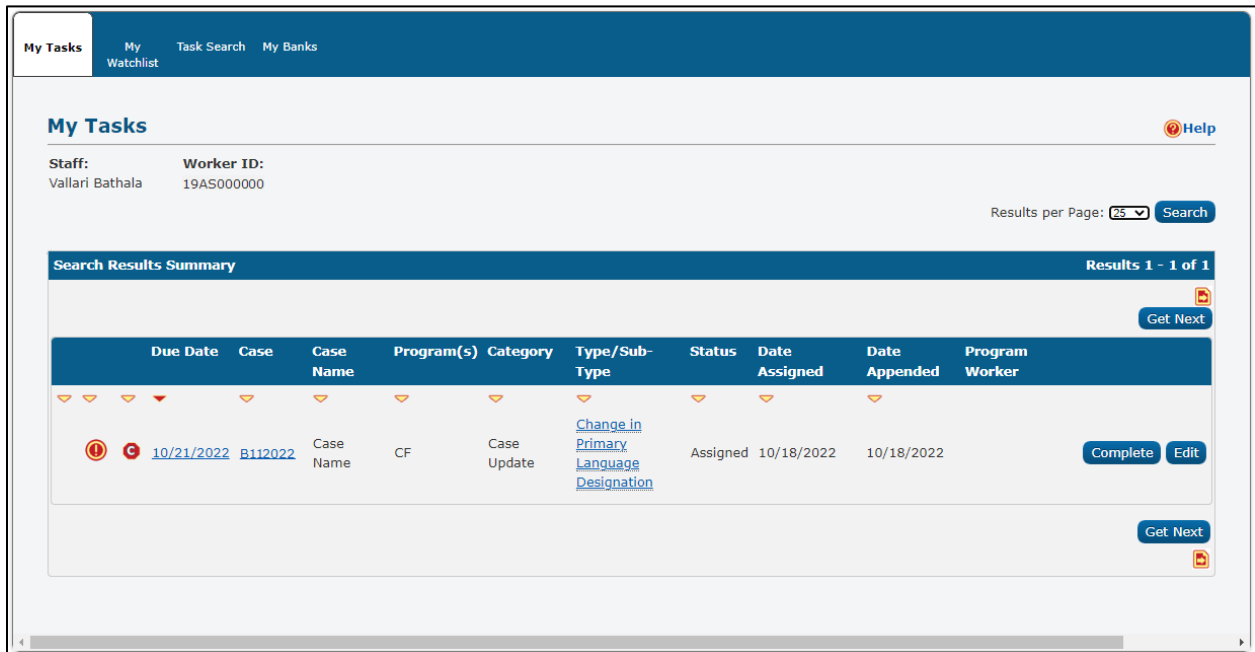 My Tasks My Watchlist Task Search My Banks
My Tasks
Help
Staff: Worker ID:
Vallari Bathala 19AS000000
Results per Page: 25 Search
Search Results Summary Results 1 - 1 of 1
Get Next
Due Date Case Case Name Program(s) Category Type/Sub-Type Status Date Assigned Date Appended Program Worker
C 10/21/2022 B112022 Case Name CF Case Update Change in Primary Language Designation Assigned 10/18/2022 10/18/2022 Complete Edit
Get Next